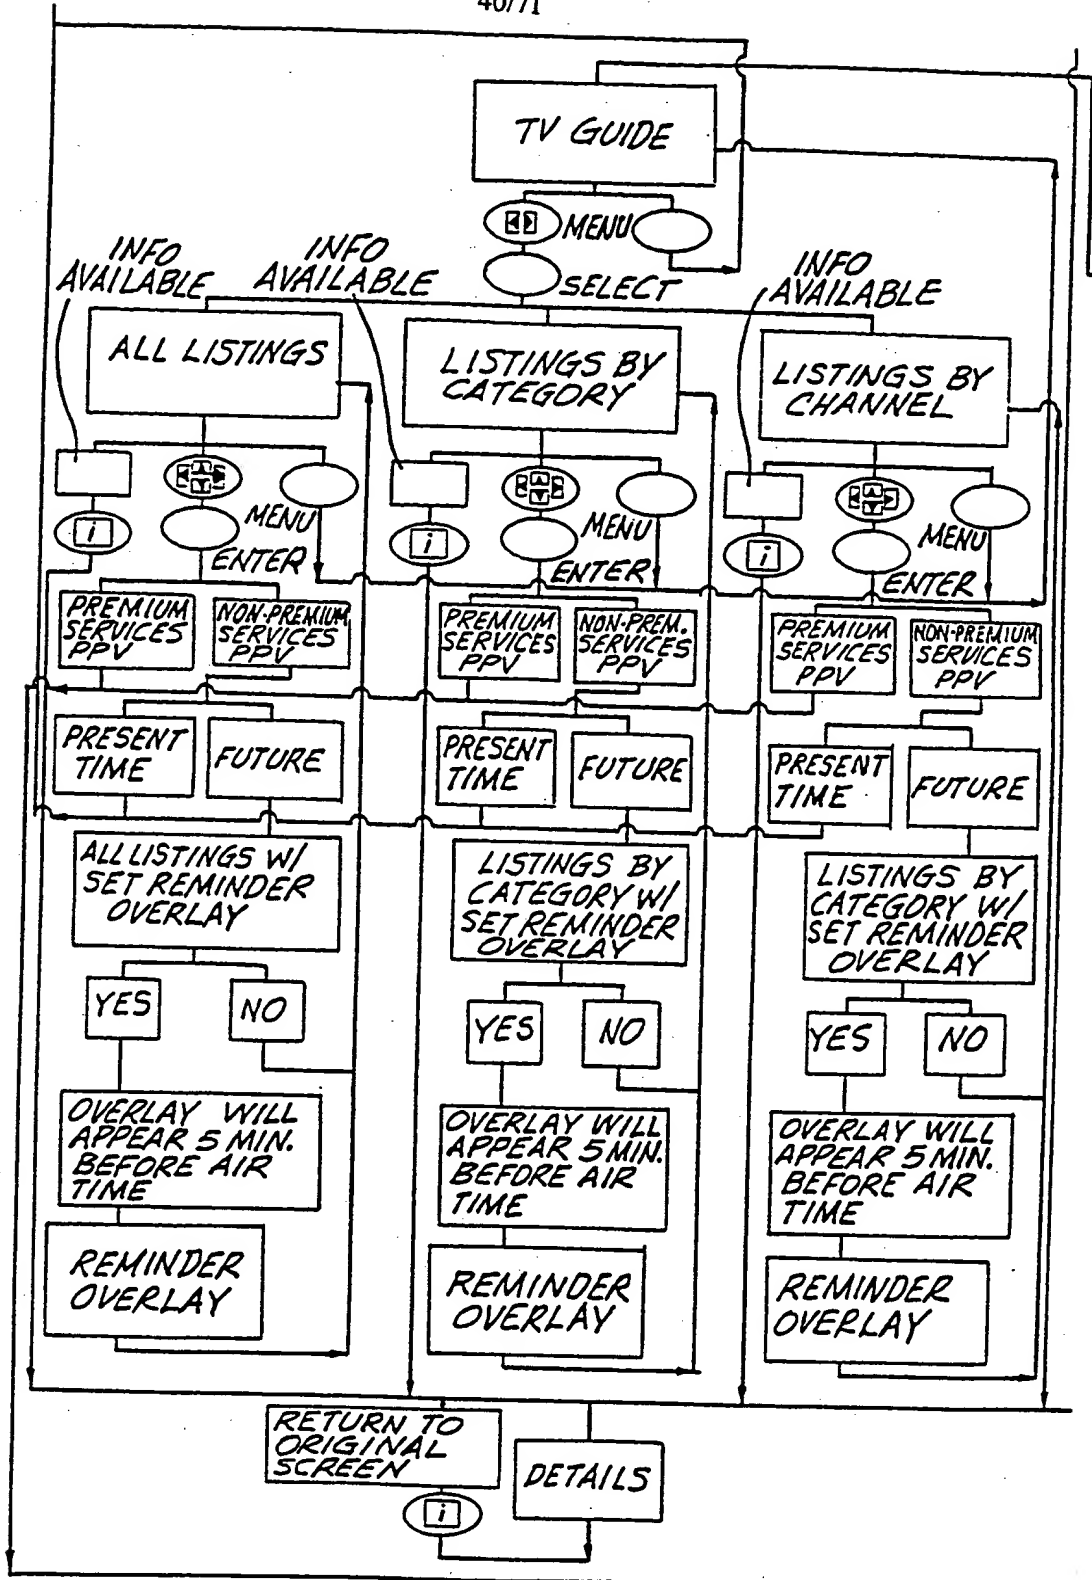 40/71
TV GUIDE
MENU
SELECT
INFO
AVAILABLE
INFO
AVAILABLE
INFO
AVAILABLE
ALL LISTINGS
LISTINGS BY
CATEGORY
LISTINGS BY
CHANNEL
i
MENU
ENTER
i
MENU
ENTER
i
MENU
ENTER
PREMIUM
SERVICES
PPV
NON-PREMIUM
SERVICES
PPV
PREMIUM
SERVICES
PPV
NON-PREM.
SERVICES
PPV
PREMIUM
SERVICES
PPV
NON-PREMIUM
SERVICES
PPV
PRESENT
TIME
FUTURE
PRESENT
TIME
FUTURE
PRESENT
TIME
FUTURE
ALL LISTINGS W/
SET REMINDER
OVERLAY
LISTINGS BY
CATEGORY W/
SET REMINDER
OVERLAY
LISTINGS BY
CATEGORY W/
SET REMINDER
OVERLAY
YES
NO
YES
NO
YES
NO
OVERLAY WILL
APPEAR 5 MIN.
BEFORE AIR
TIME
OVERLAY WILL
APPEAR 5 MIN.
BEFORE AIR
TIME
OVERLAY WILL
APPEAR 5 MIN.
BEFORE AIR
TIME
REMINDER
OVERLAY
REMINDER
OVERLAY
REMINDER
OVERLAY
RETURN TO
ORIGINAL
SCREEN
DETAILS
i